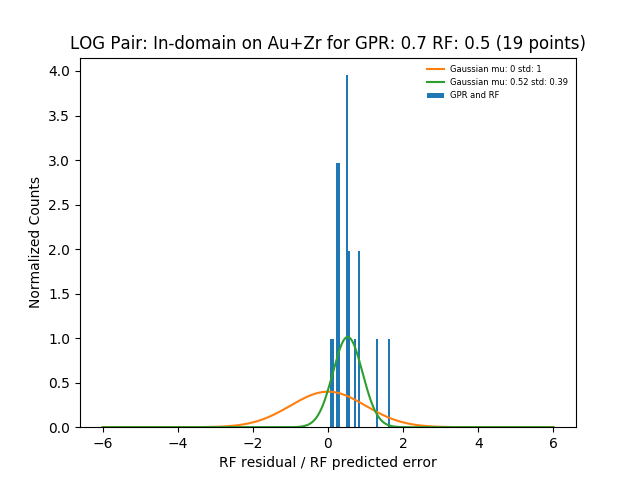 LOG Pair: In-domain on Au+Zr for GPR: 0.7 RF: 0.5 (19 points)
Gaussian mu: 0 std: 1
Gaussian mu: 0.52 std: 0.39
GPR and RF
Normalized Counts
4.0
3.5
3.0
2.5
2.0
1.5
1.0
0.5
0.0
−6 −4 −2 0 2 4 6
RF residual / RF predicted error